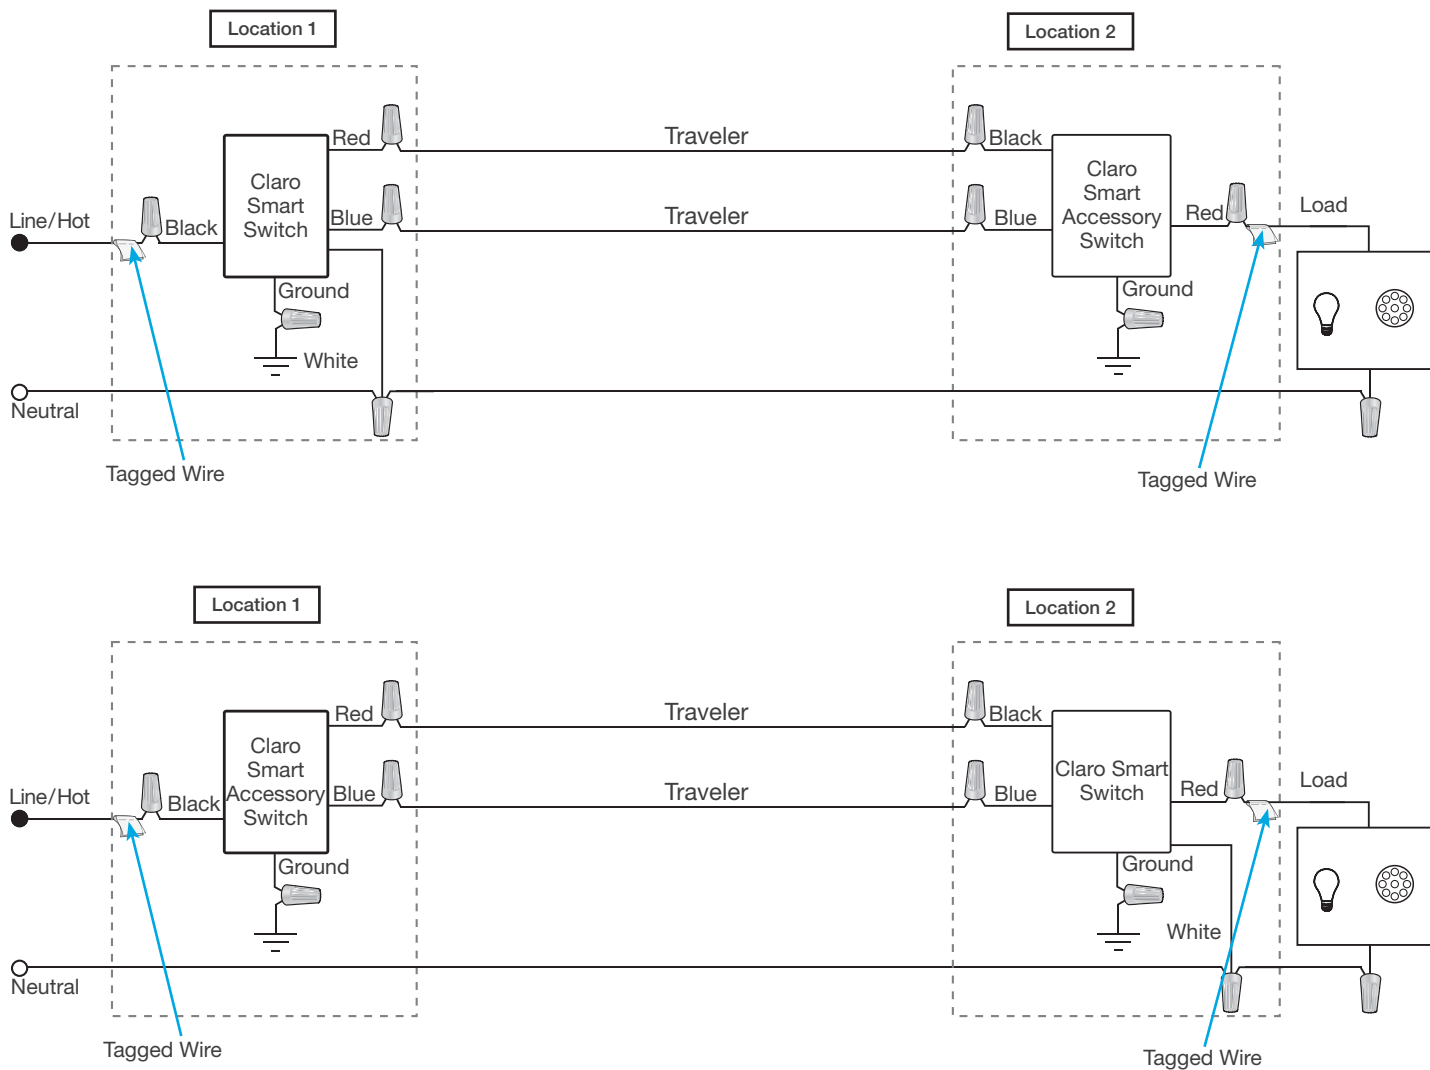 Location 1
Location 2
Red
Traveler
Black
Claro
Smart
Switch
Claro
Smart
Accessory
Switch
Line/Hot
Black
Blue
Traveler
Blue
Red
Load
Ground
Ground
White
Neutral
Tagged Wire
Tagged Wire
Location 1
Location 2
Red
Traveler
Black
Claro
Smart
Accessory
Switch
Claro Smart
Switch
Line/Hot
Black
Blue
Traveler
Blue
Red
Load
Ground
Ground
White
Neutral
Tagged Wire
Tagged Wire